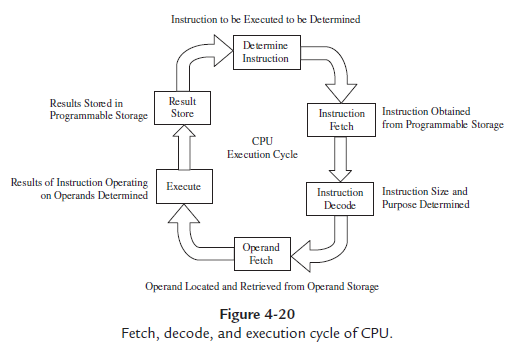 Instruction to be Executed to be Determined
Determine
Instruction
Results Stored in
Programmable Storage
Result
Store
Instruction
Fetch
Instruction Obtained
from Programmable Storage
CPU
Execution Cycle
Results of Instruction Operating
on Operands Determined
Execute
Instruction
Decode
Instruction Size and
Purpose Determined
Operand
Fetch
Operand Located and Retrieved from Operand Storage
Figure 4-20
Fetch, decode, and execution cycle of CPU.